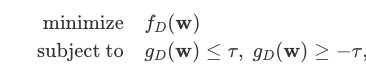 minimize f_D(𝐰)
subject to g_D(𝐰) ≤ τ, g_D(𝐰) ≥ −τ,